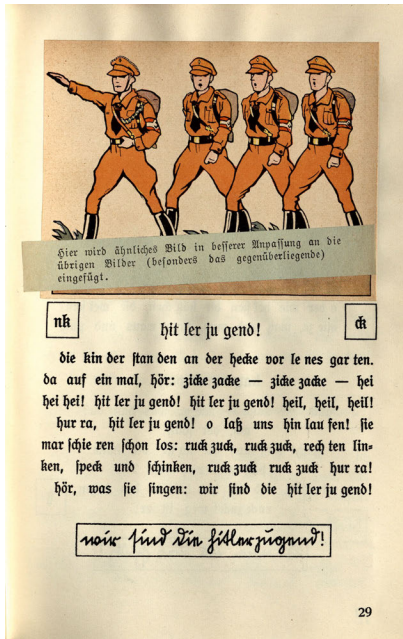 Hier wird ähnliches Bild in besserer Anpassung an die
übrigen Bilder (besonders das gegenüberliegende)
eingefügt.
nk
ck
hit ler ju gend!
die kin der stan den an der hecke vor le nes gar ten.
da auf ein mal, hör: zicke zacke — zicke zacke — hei
hei hei! hit ler ju gend! hit ler ju gend! heil, heil, heil!
hur ra, hit ler ju gend! o laß uns hin lau fen! sie
mar schie ren schon los: ruck zuck, ruck zuck, rech ten lin-
ken, speck und schinken, ruck zuck ruck zuck hur ra!
hör, was sie singen: wir sind die hit ler ju gend!
wir sind die hitlerjugend!
29